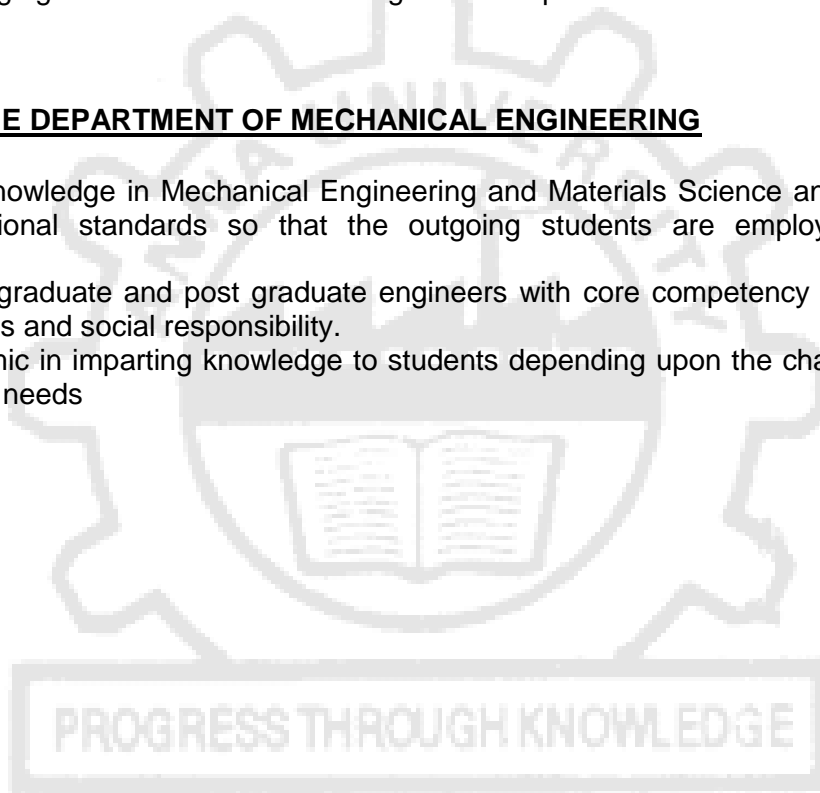 E DEPARTMENT OF MECHANICAL ENGINEERING
nowledge in Mechanical Engineering and Materials Science an
ional standards so that the outgoing students are employ
graduate and post graduate engineers with core competency
s and social responsibility.
nic in imparting knowledge to students depending upon the cha
needs
UNIVERSITY
PROGRESS THROUGH KNOWLEDGE